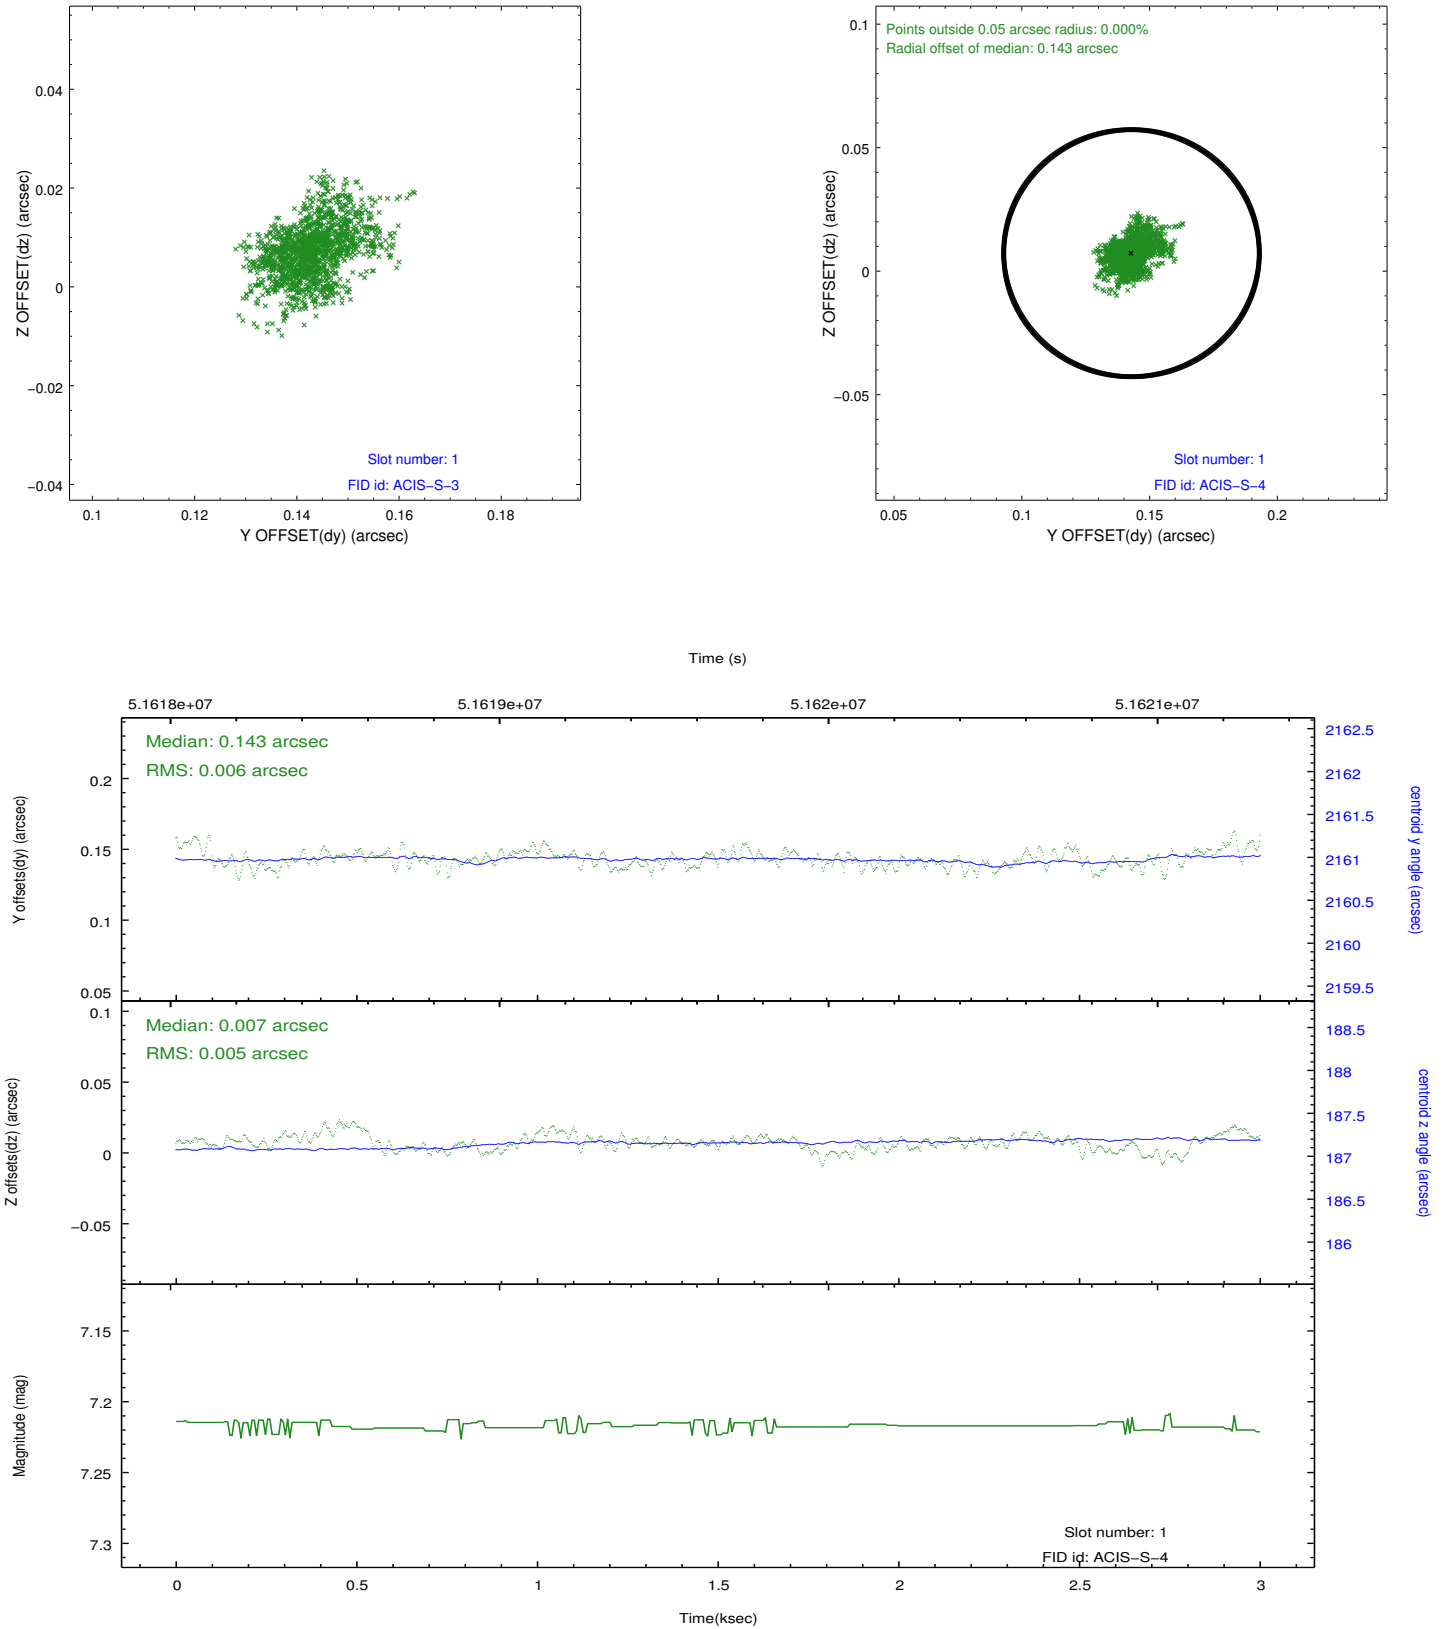 0.04
0.02
0
−0.02
−0.04
Z OFFSET(dz) (arcsec)
Slot number: 1
FID id: ACIS−S−3
0.1
0.12
0.14
0.16
0.18
Y OFFSET(dy) (arcsec)
Points outside 0.05 arcsec radius: 0.000%
Radial offset of median: 0.143 arcsec
0.1
0.05
0
−0.05
Z OFFSET(dz) (arcsec)
Slot number: 1
FID id: ACIS−S−4
0.05
0.1
0.15
0.2
Y OFFSET(dy) (arcsec)
Time (s)
5.1618e+07
5.1619e+07
5.162e+07
5.1621e+07
Median: 0.143 arcsec
RMS: 0.006 arcsec
0.2
0.15
0.1
0.05
Y offsets(dy) (arcsec)
2162.5
2162
2161.5
2161
2160.5
2160
2159.5
centroid y angle (arcsec)
Median: 0.007 arcsec
RMS: 0.005 arcsec
0.1
0.05
0
−0.05
Z offsets(dz) (arcsec)
188.5
188
187.5
187
186.5
186
centroid z angle (arcsec)
7.15
7.2
7.25
7.3
Magnitude (mag)
Slot number: 1
FID id: ACIS−S−4
0
0.5
1
1.5
2
2.5
3
Time(ksec)